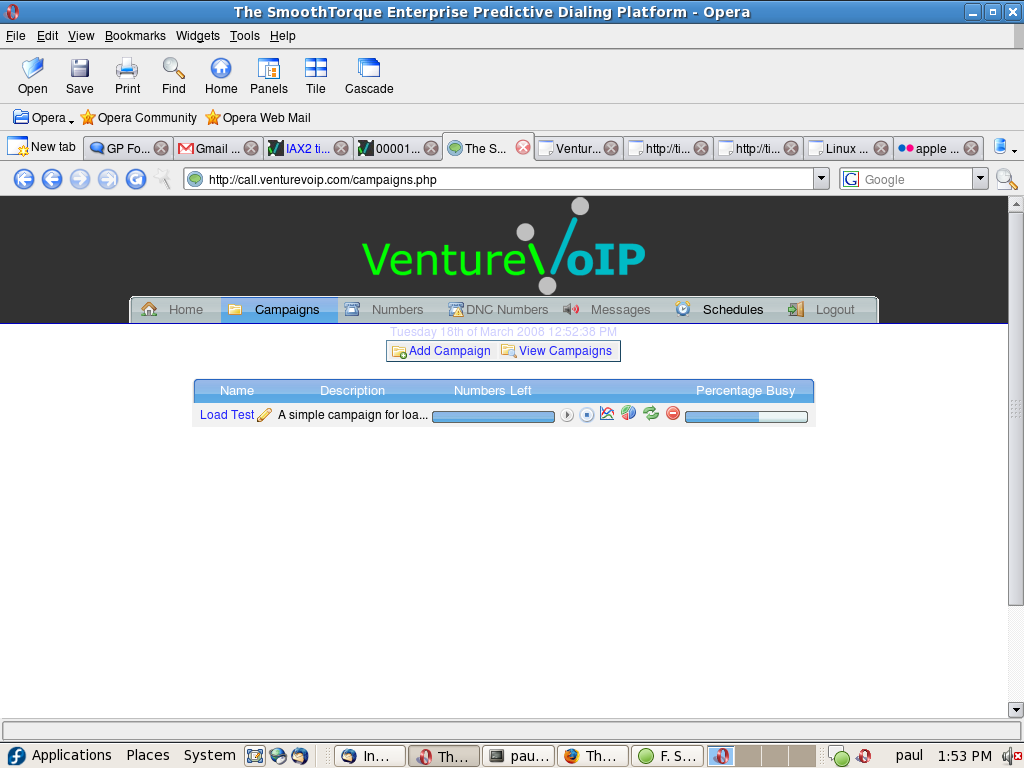 The SmoothTorque Enterprise Predictive Dialing Platform - Opera
File Edit View Bookmarks Widgets Tools Help
Open Save Print Find Home Panels Tile Cascade
Opera Opera Community Opera Web Mail
New tab GP Fo... Gmail ... IAX2 ti... 00001... The S... Ventur... http://ti... http://ti... Linux ... apple ...
http://call.venturevoip.com/campaigns.php Google
VentureVoIP
Home Campaigns Numbers DNC Numbers Messages Schedules Logout
Tuesday 18th of March 2008 12:52:38 PM
Add Campaign View Campaigns
Name Description Numbers Left Percentage Busy
Load Test A simple campaign for loa...
Applications Places System In... Th... pau... Th... F. S... paul 1:53 PM